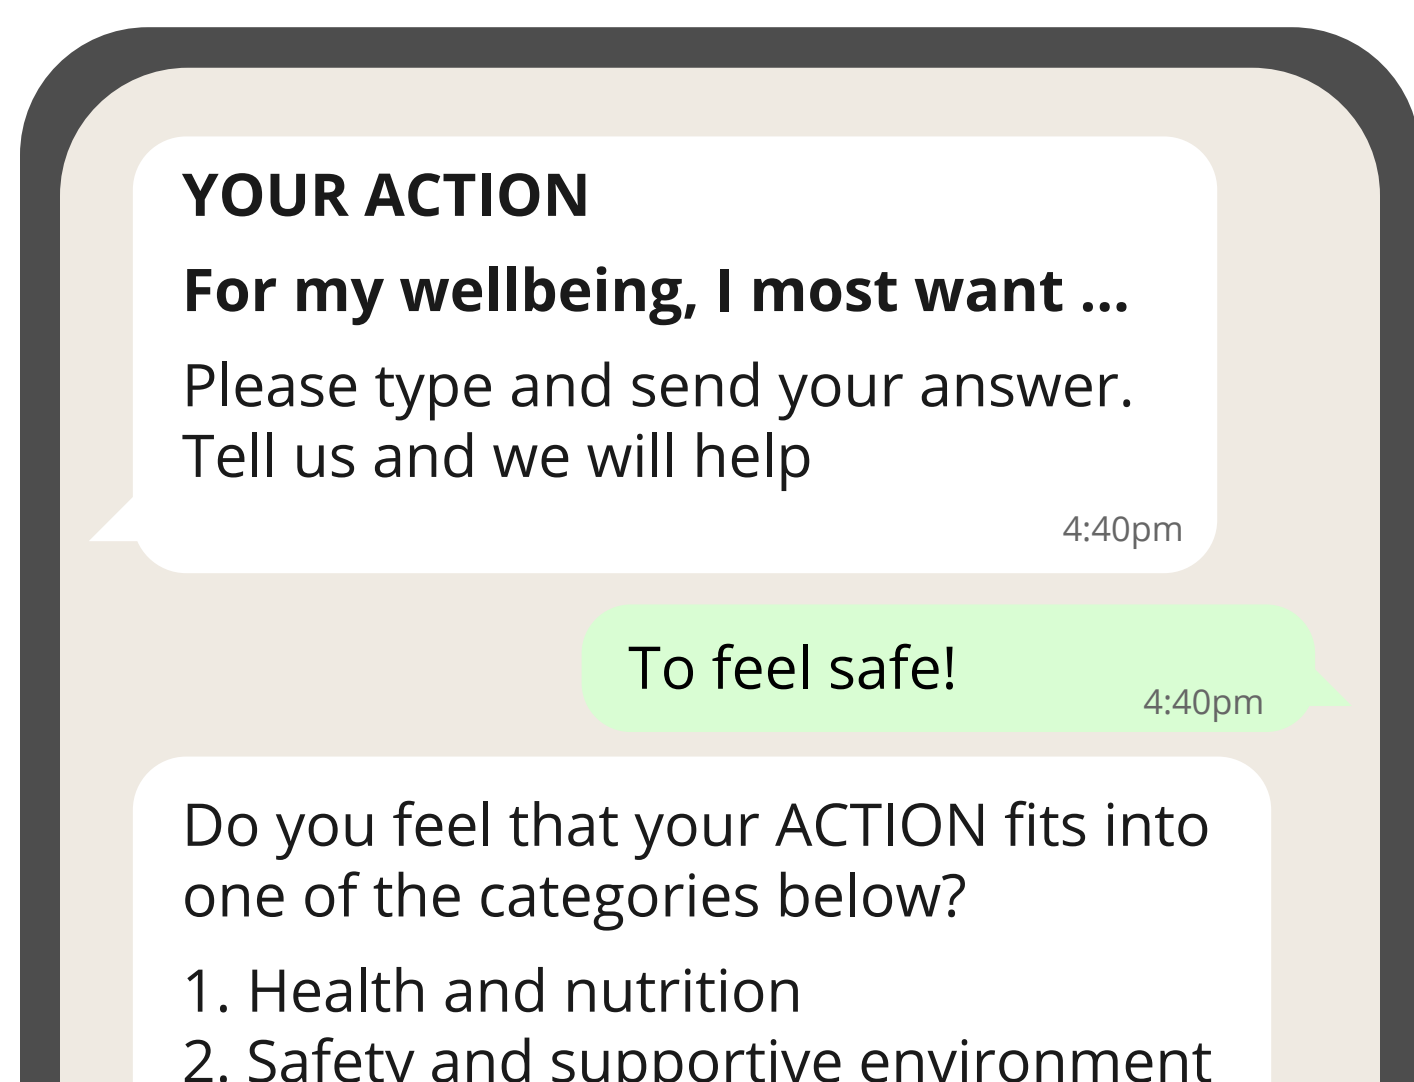 YOUR ACTION
For my wellbeing, I most want ...
Please type and send your answer.
Tell us and we will help
4:40pm
To feel safe!
4:40pm
Do you feel that your ACTION fits into
one of the categories below?
1. Health and nutrition
2. Safety and supportive environment